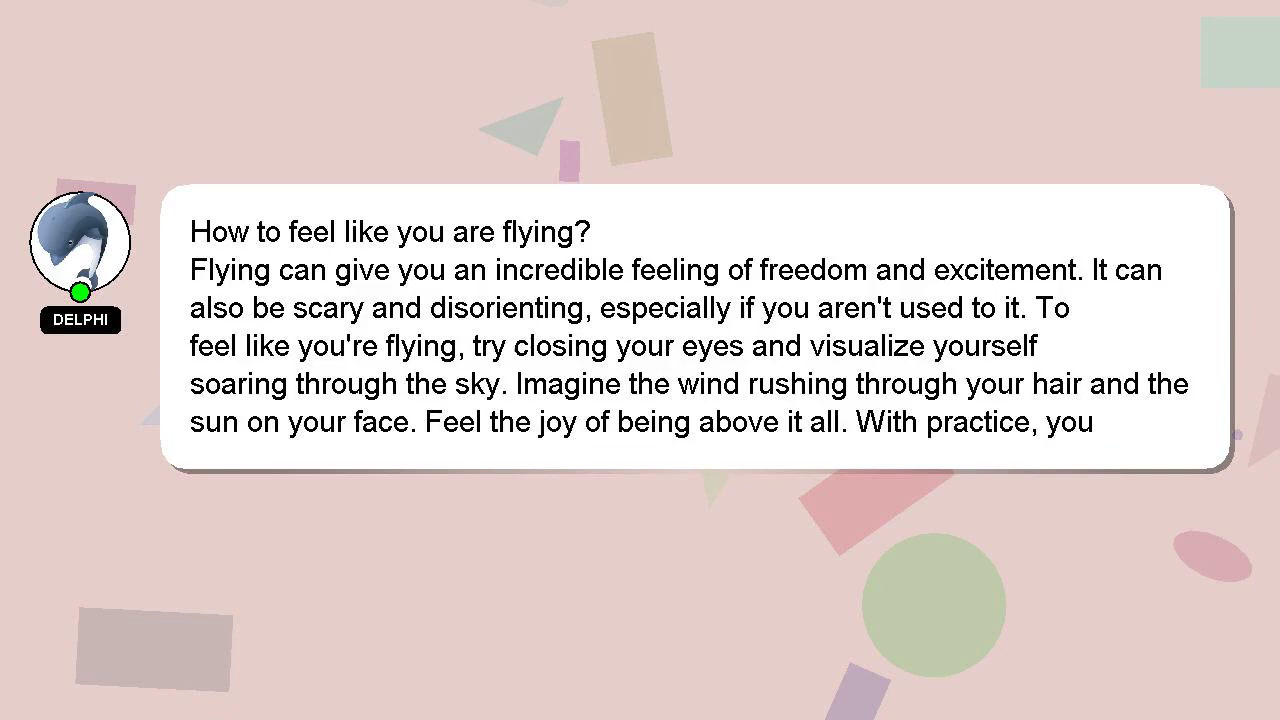 How to feel like you are flying?
Flying can give you an incredible feeling of freedom and excitement. It can
also be scary and disorienting, especially if you aren't used to it. To
feel like you're flying, try closing your eyes and visualize yourself
soaring through the sky. Imagine the wind rushing through your hair and the
sun on your face. Feel the joy of being above it all. With practice, you
DELPHI